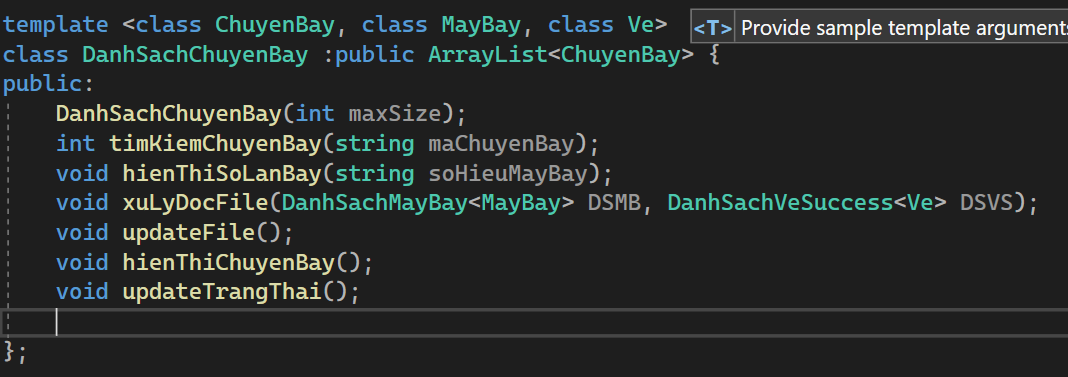 template <class ChuyenBay, class MayBay, class Ve> <T> Provide sample template arguments
class DanhSachChuyenBay :public ArrayList<ChuyenBay> {
public:
    DanhSachChuyenBay(int maxSize);
    int timKiemChuyenBay(string maChuyenBay);
    void hienThiSoLanBay(string soHieuMayBay);
    void xuLyDocFile(DanhSachMayBay<MayBay> DSMB, DanhSachVeSuccess<Ve> DSVS);
    void updateFile();
    void hienThiChuyenBay();
    void updateTrangThai();
};